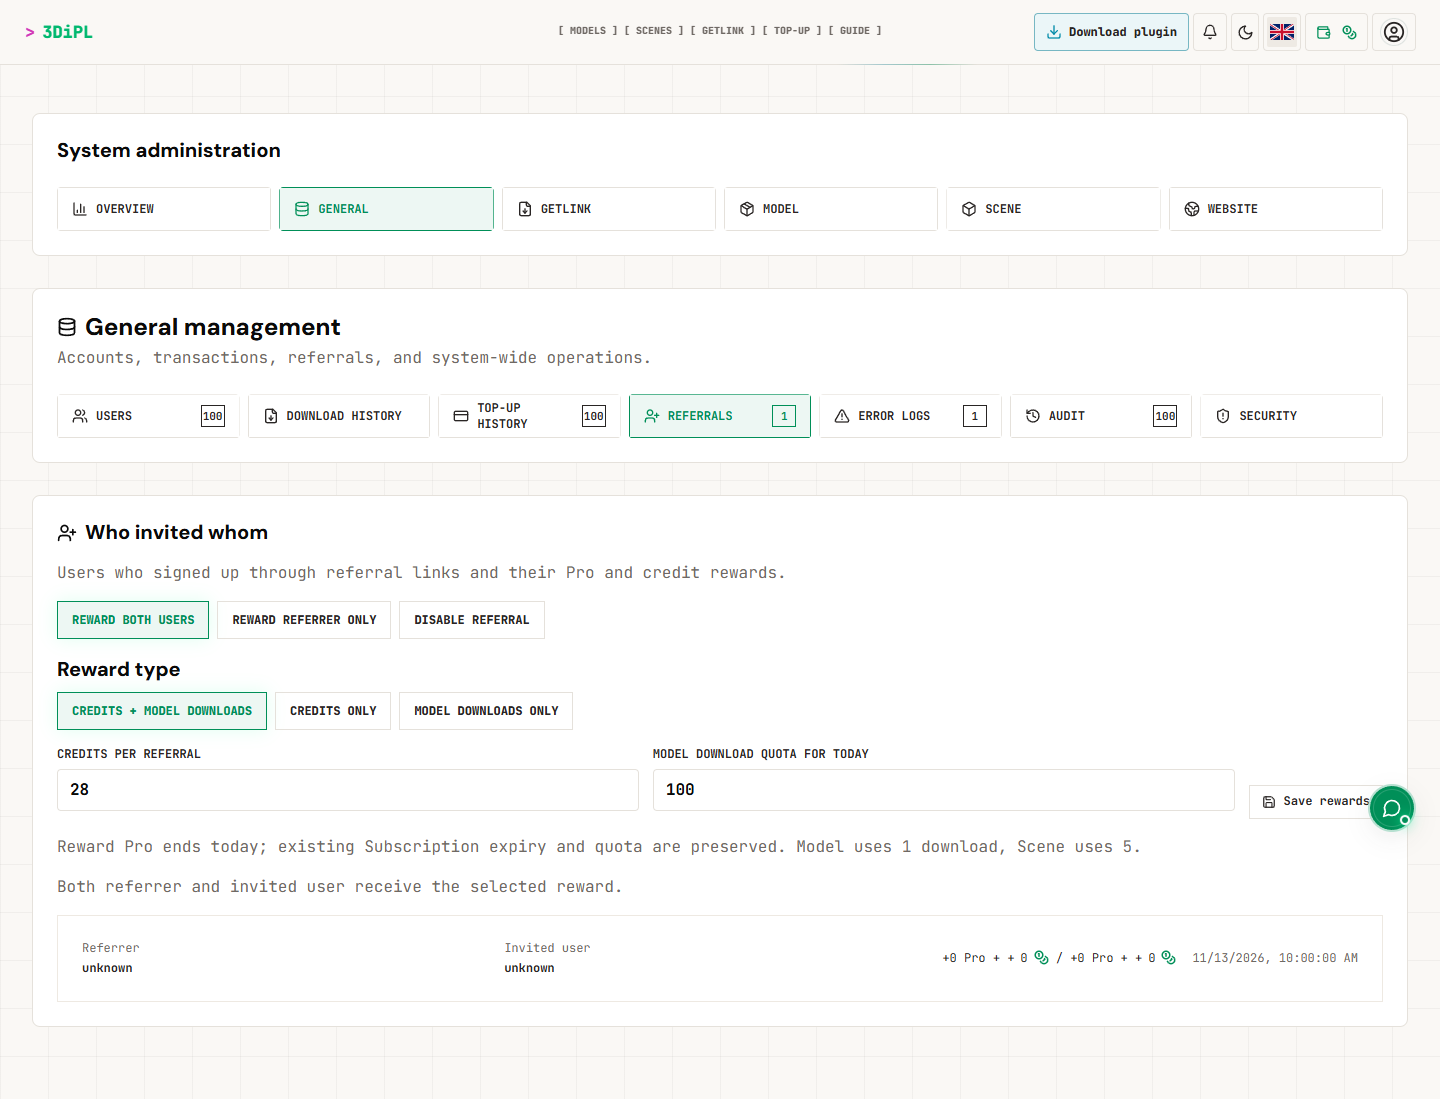 > 3DiPL
[ MODELS ] [ SCENES ] [ GETLINK ] [ TOP-UP ] [ GUIDE ]
Download plugin
System administration
OVERVIEW
GENERAL
GETLINK
MODEL
SCENE
WEBSITE
General management
Accounts, transactions, referrals, and system-wide operations.
USERS 100
DOWNLOAD HISTORY
TOP-UP
HISTORY 100
REFERRALS 1
ERROR LOGS 1
AUDIT 100
SECURITY
Who invited whom
Users who signed up through referral links and their Pro and credit rewards.
REWARD BOTH USERS
REWARD REFERRER ONLY
DISABLE REFERRAL
Reward type
CREDITS + MODEL DOWNLOADS
CREDITS ONLY
MODEL DOWNLOADS ONLY
CREDITS PER REFERRAL
28
MODEL DOWNLOAD QUOTA FOR TODAY
100
Save rewards
Reward Pro ends today; existing Subscription expiry and quota are preserved. Model uses 1 download, Scene uses 5.
Both referrer and invited user receive the selected reward.
Referrer
unknown
Invited user
unknown
+0 Pro + + 0 / +0 Pro + + 0 11/13/2026, 10:00:00 AM